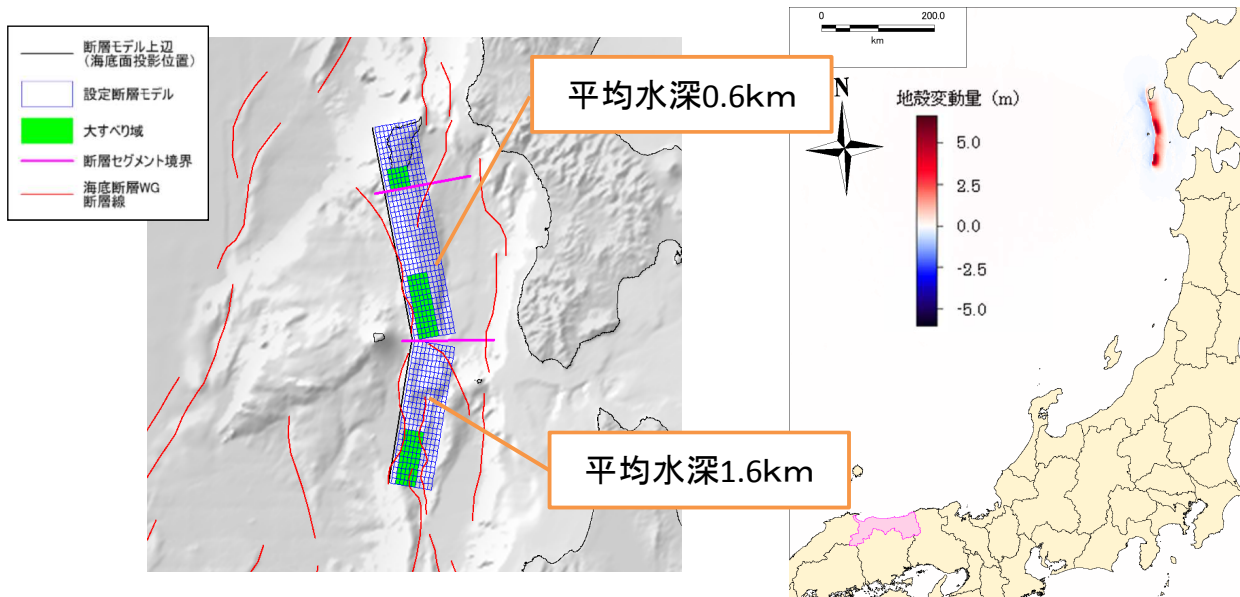 断層モデル上辺
(海底面投影位置)
設定断層モデル
大すべり域
断層セグメント境界
海底断層WG
断層線
平均水深0.6km
平均水深1.6km
0 200.0
km
N
地殻変動量 (m)
5.0
2.5
0.0
-2.5
-5.0